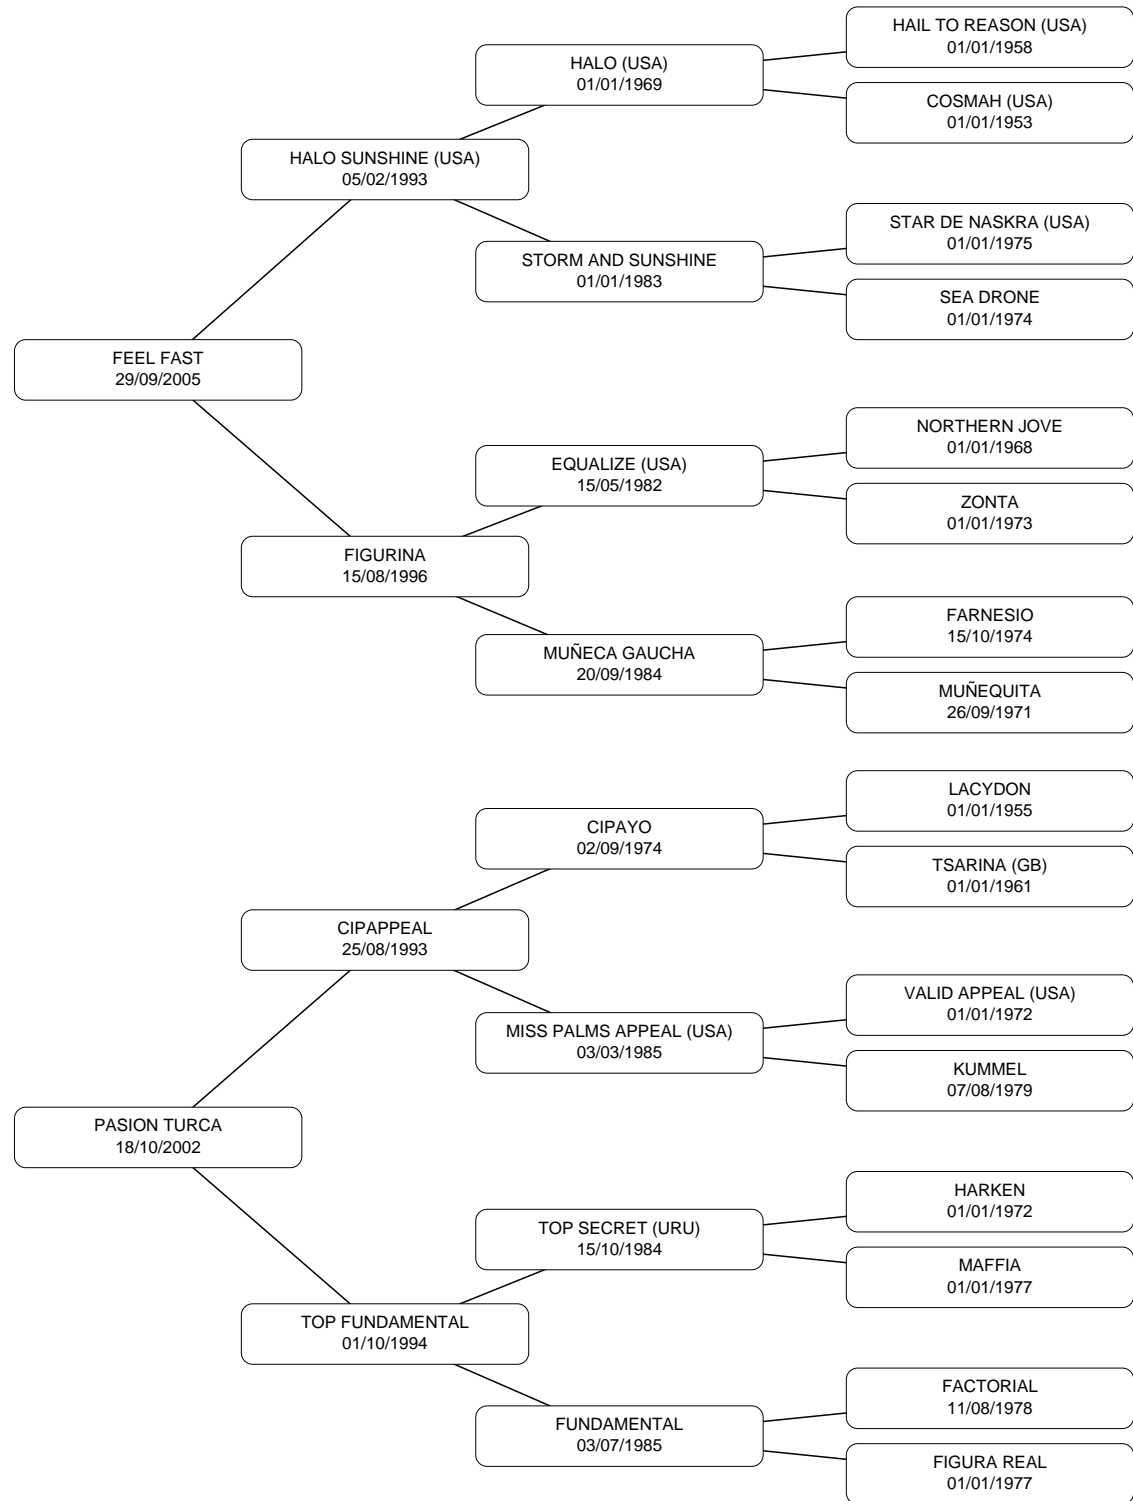 HAIL TO REASON (USA)
01/01/1958
HALO (USA)
01/01/1969
COSMAH (USA)
01/01/1953
HALO SUNSHINE (USA)
05/02/1993
STAR DE NASKRA (USA)
01/01/1975
STORM AND SUNSHINE
01/01/1983
SEA DRONE
01/01/1974
FEEL FAST
29/09/2005
NORTHERN JOVE
01/01/1968
EQUALIZE (USA)
15/05/1982
ZONTA
01/01/1973
FIGURINA
15/08/1996
FARNESIO
15/10/1974
MUÑECA GAUCHA
20/09/1984
MUÑEQUITA
26/09/1971
LACYDON
01/01/1955
CIPAYO
02/09/1974
TSARINA (GB)
01/01/1961
CIPAPPEAL
25/08/1993
VALID APPEAL (USA)
01/01/1972
MISS PALMS APPEAL (USA)
03/03/1985
KUMMEL
07/08/1979
PASION TURCA
18/10/2002
HARKEN
01/01/1972
TOP SECRET (URU)
15/10/1984
MAFFIA
01/01/1977
TOP FUNDAMENTAL
01/10/1994
FACTORIAL
11/08/1978
FUNDAMENTAL
03/07/1985
FIGURA REAL
01/01/1977